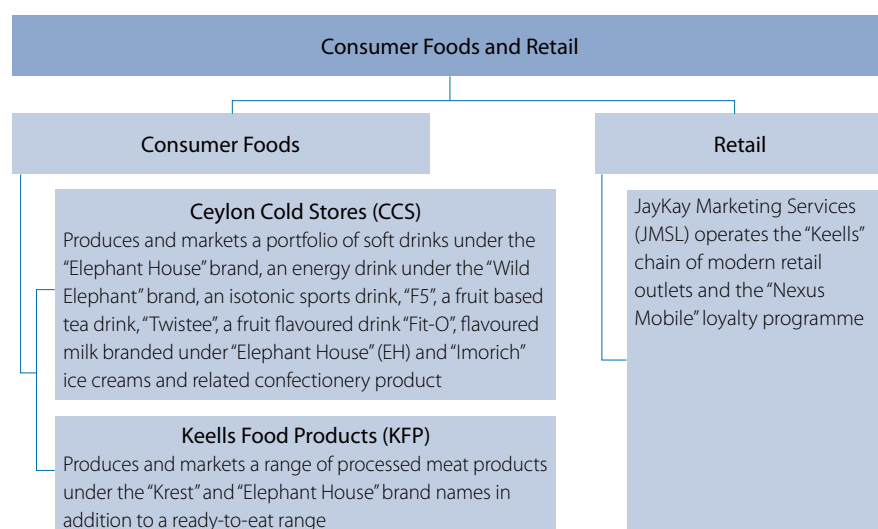 Consumer Foods and Retail
Consumer Foods
Ceylon Cold Stores (CCS)
Produces and markets a portfolio of soft drinks under the
“Elephant House” brand, an energy drink under the “Wild
Elephant” brand, an isotonic sports drink, “F5”, a fruit based
tea drink, “Twistee”, a fruit flavoured drink “Fit-O”, flavoured
milk branded under “Elephant House” (EH) and “Imorich”
ice creams and related confectionery product
Keells Food Products (KFP)
Produces and markets a range of processed meat products
under the “Krest” and “Elephant House” brand names in
addition to a ready-to-eat range
Retail
JayKay Marketing Services
(JMSL) operates the “Keells”
chain of modern retail
outlets and the “Nexus
Mobile” loyalty programme